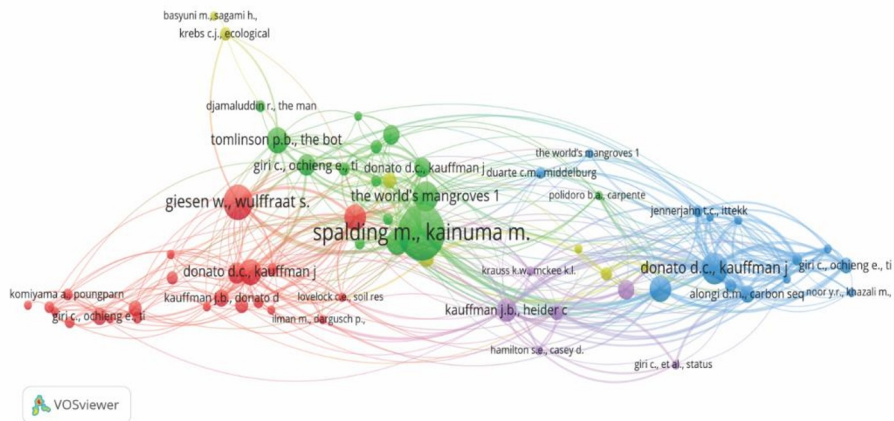 basyuni m., sagami h.,
krebs c.j., ecological
djamaluddin r., the man
tomlinson p.b., the bot
the world's mangroves 1
giri c., ochieng e., ti
donato d.c., kauffman j
duarte c.m., middelburg
giesen w., wulffraat s.
the world's mangroves 1
polidoro b.a., carpente
jennerjahn t.c., ittekk
spalding m., kainuma m.
donato d.c., kauffman j
krauss k.w., mckee k.l.
donato d.c., kauffman j
giri c., ochieng e., ti
komiyama a., poungparn
kauffman j.b., donato d
lovelock c.e., soil res
alongi d.m., carbon seq
noor y.r., khazali m.,
giri c., ochieng e., ti
ilman m., dargusch p.,
kauffman j.b., heider c
hamilton s.e., casey d.
giri c., et al., status
VOSviewer